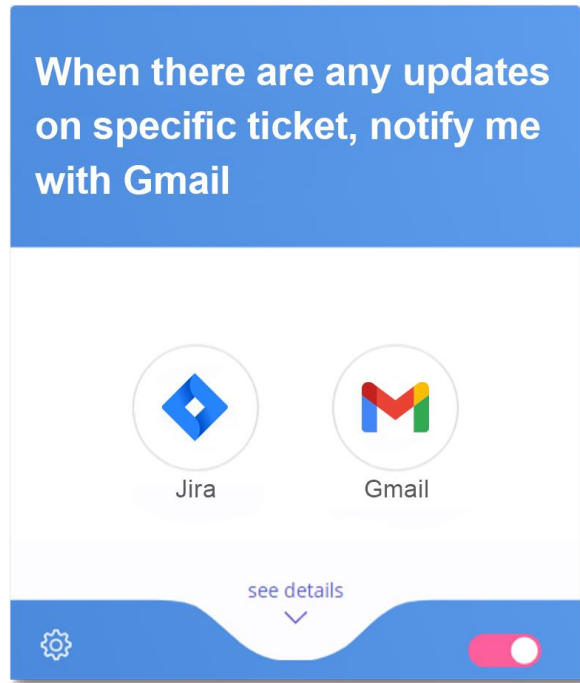 When there are any updates
on specific ticket, notify me
with Gmail
Jira
Gmail
see details